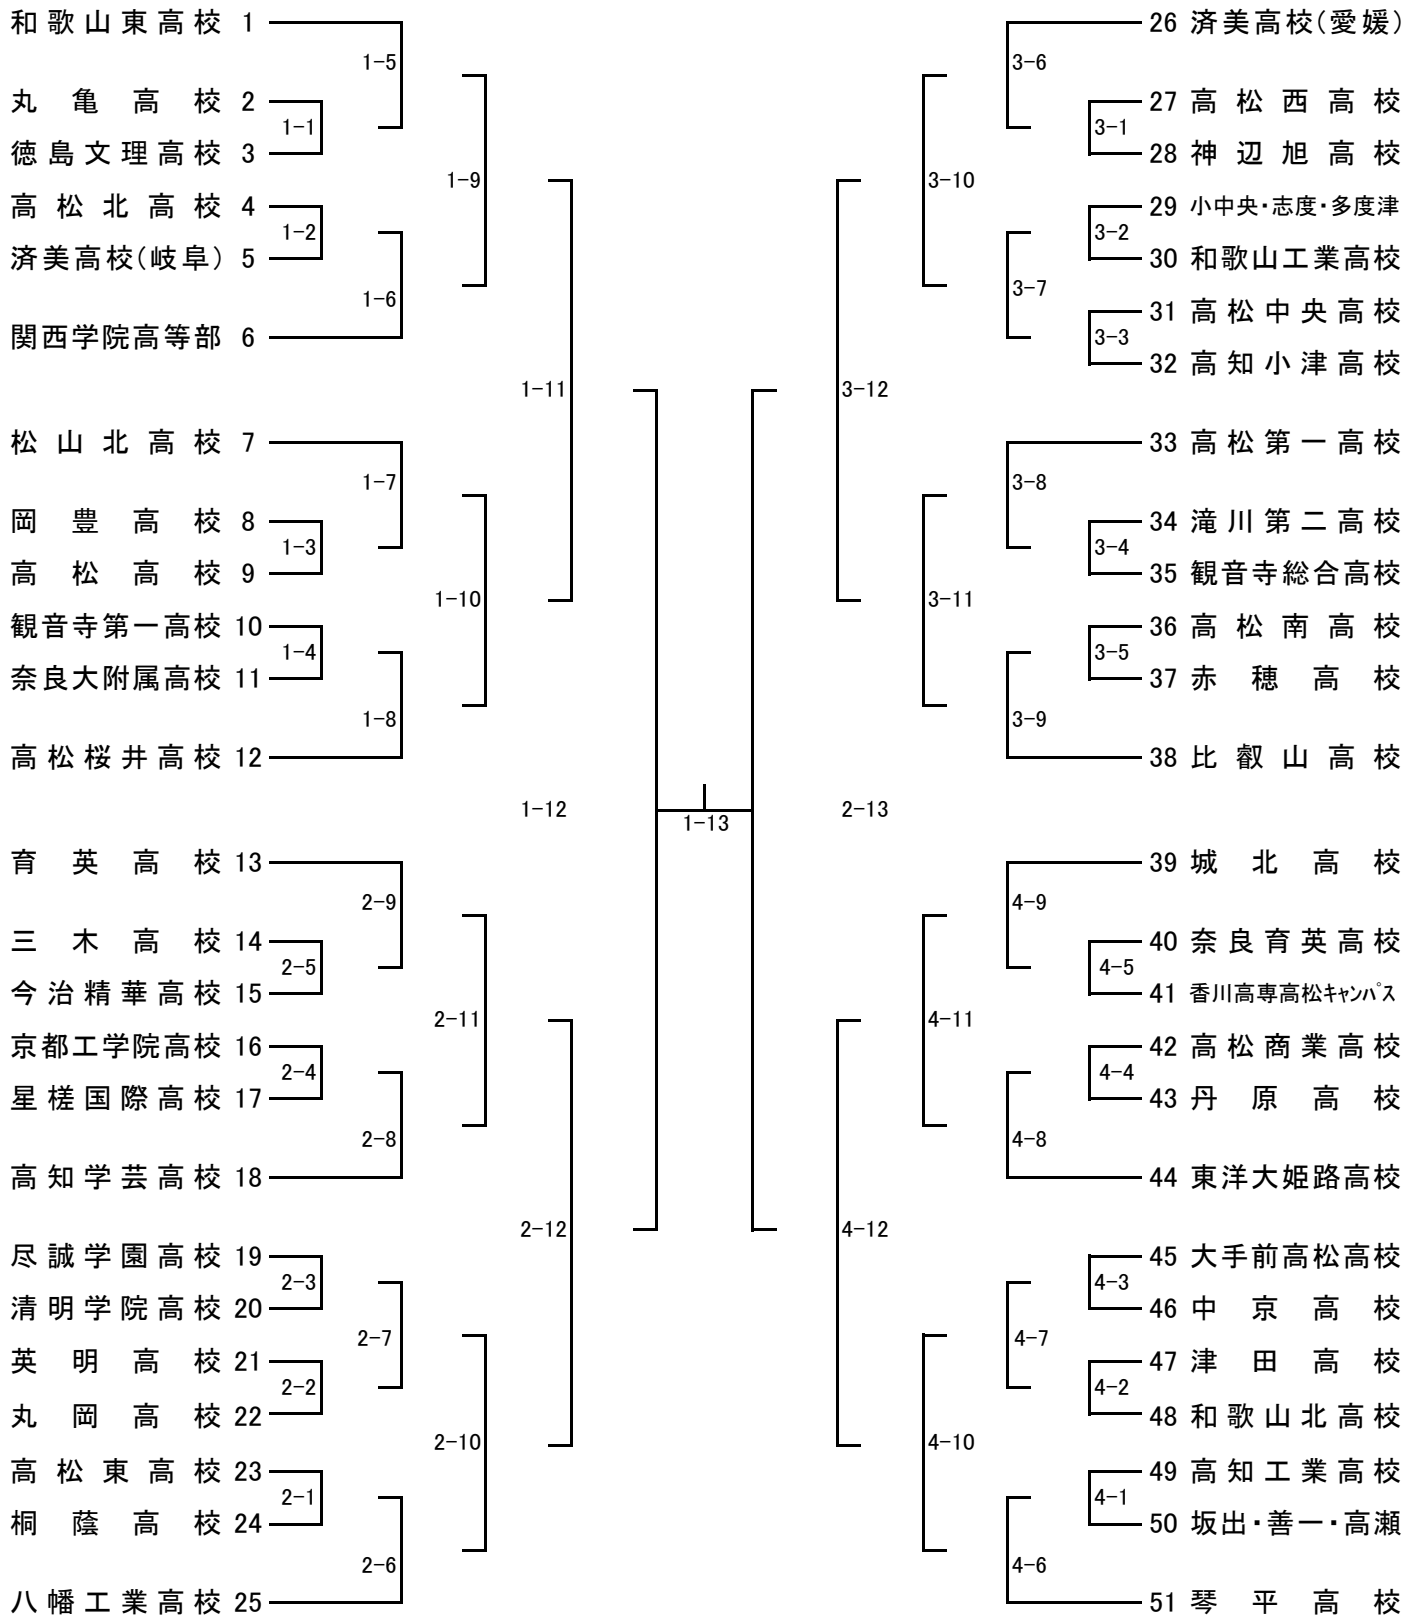 和歌山東高校 1
1-5
丸亀高校 2
1-1
徳島文理高校 3
1-9
高松北高校 4
1-2
済美高校(岐阜) 5
1-6
関西学院高等部 6
1-11
松山北高校 7
1-7
岡豊高校 8
1-3
高松高校 9
1-10
観音寺第一高校 10
1-4
奈良大附属高校 11
1-8
高松桜井高校 12
1-12
育英高校 13
2-9
三木高校 14
2-5
今治精華高校 15
2-11
京都工学院高校 16
2-4
星槎国際高校 17
2-8
高知学芸高校 18
2-12
尽誠学園高校 19
2-3
清明学院高校 20
2-7
英明高校 21
2-2
丸岡高校 22
2-10
高松東高校 23
2-1
桐蔭高校 24
2-6
八幡工業高校 25
1-13
26 済美高校(愛媛)
3-6
27 高松西高校
3-1
28 神辺旭高校
3-10
29 小中央・志度・多度津
3-2
30 和歌山工業高校
3-7
31 高松中央高校
3-3
32 高知小津高校
3-12
33 高松第一高校
3-8
34 滝川第二高校
3-4
35 観音寺総合高校
3-11
36 高松南高校
3-5
37 赤穂高校
3-9
38 比叡山高校
2-13
39 城北高校
4-9
40 奈良育英高校
4-5
41 香川高専高松キャンパス
4-11
42 高松商業高校
4-4
43 丹原高校
4-8
44 東洋大姫路高校
4-12
45 大手前高松高校
4-3
46 中京高校
4-7
47 津田高校
4-2
48 和歌山北高校
4-10
49 高知工業高校
4-1
50 坂出・善一・高瀬
4-6
51 琴平高校